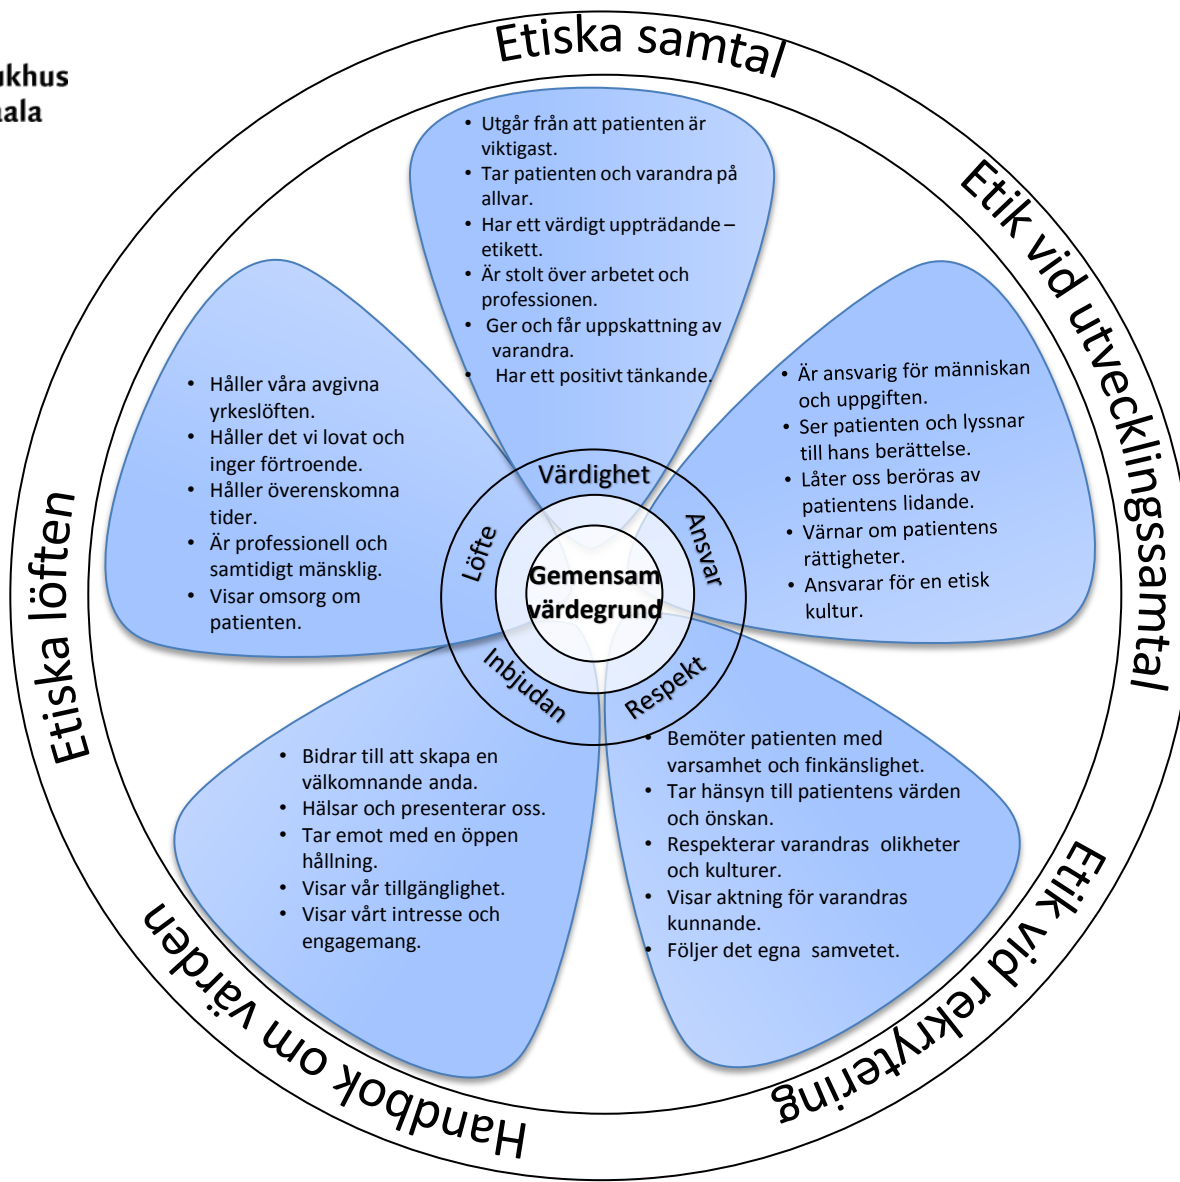 Etiska samtal
Etik vid utvecklingssamtal
Etik vid rekrytering
Handbok om värden
Etiska löften
• Utgår från att patienten är
viktigast.
• Tar patienten och varandra på
allvar.
• Har ett värdigt uppträdande –
etikett.
• Är stolt över arbetet och
professionen.
• Ger och får uppskattning av
varandra.
• Har ett positivt tänkande.
• Är ansvarig för människan
och uppgiften.
• Ser patienten och lyssnar
till hans berättelse.
• Låter oss beröras av
patientens lidande.
• Värnar om patientens
rättigheter.
• Ansvarar för en etisk
kultur.
• Bemöter patienten med
varsamhet och finkänslighet.
• Tar hänsyn till patientens värden
och önskan.
• Respekterar varandras olikheter
och kulturer.
• Visar aktning för varandras
kunnande.
• Följer det egna samvetet.
• Bidrar till att skapa en
välkomnande anda.
• Hälsar och presenterar oss.
• Tar emot med en öppen
hållning.
• Visar vår tillgänglighet.
• Visar vårt intresse och
engagemang.
• Håller våra avgivna
yrkeslöften.
• Håller det vi lovat och
inger förtroende.
• Håller överenskomna
tider.
• Är professionell och
samtidigt mänsklig.
• Visar omsorg om
patienten.
Värdighet
Ansvar
Respekt
Inbjudan
Löfte
Gemensam
värdegrund